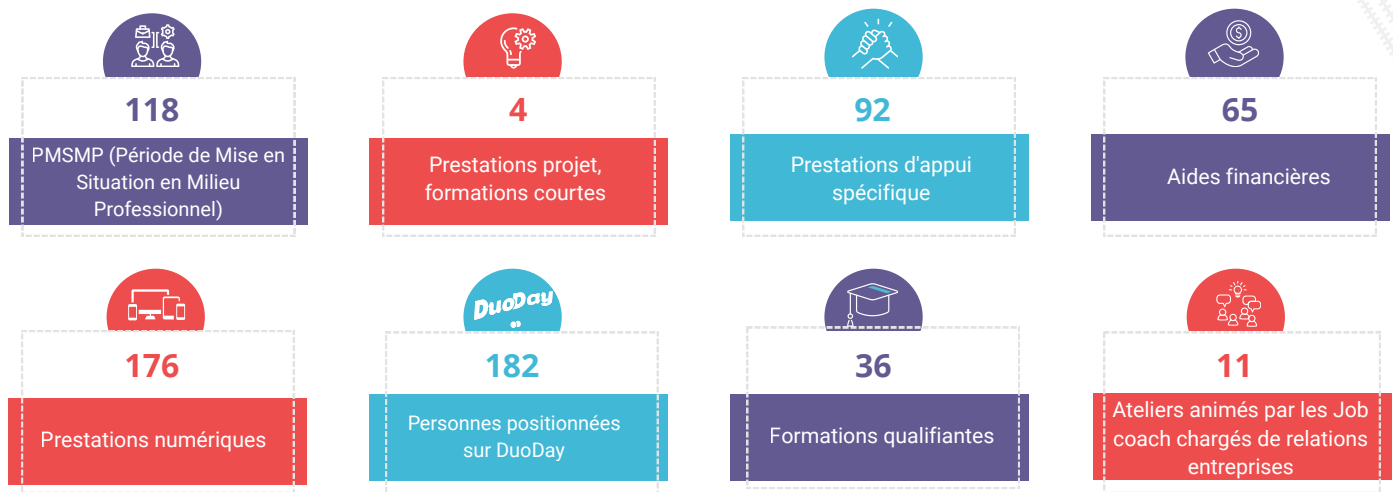 118
PMSMP (Période de Mise en
Situation en Milieu
Professionnel)
4
Prestations projet,
formations courtes
92
Prestations d'appui
spécifique
65
Aides financières
176
Prestations numériques
DuoDay
182
Personnes positionnées
sur DuoDay
36
Formations qualifiantes
11
Ateliers animés par les Job
coach chargés de relations
entreprises